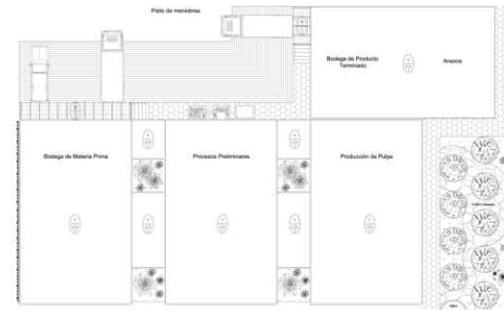 Patio de maniobras
Bodega de Producto
Terminado
Anexos
Bodega de Materia Prima
Procesos Preliminares
Producción de Pulpa